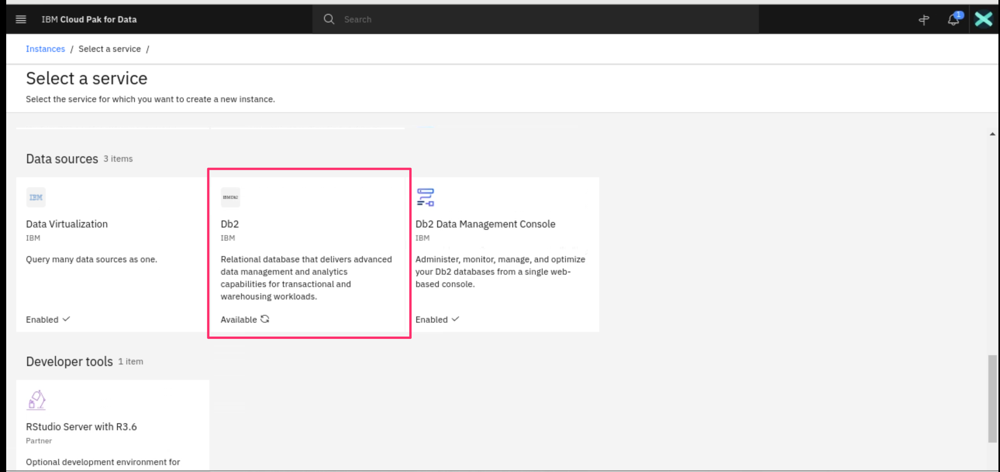 IBM Cloud Pak for Data
Search
1
Instances / Select a service /
Select a service
Select the service for which you want to create a new instance.
Data sources 3 items
IBM
Data Virtualization
IBM
Query many data sources as one.
Enabled
IBM Db2
Db2
IBM
Relational database that delivers advanced
data management and analytics
capabilities for transactional and
warehousing workloads.
Available
Db2 Data Management Console
IBM
Administer, monitor, manage, and optimize
your Db2 databases from a single web-
based console.
Enabled
Developer tools 1 item
RStudio Server with R3.6
Partner
Optional development environment for